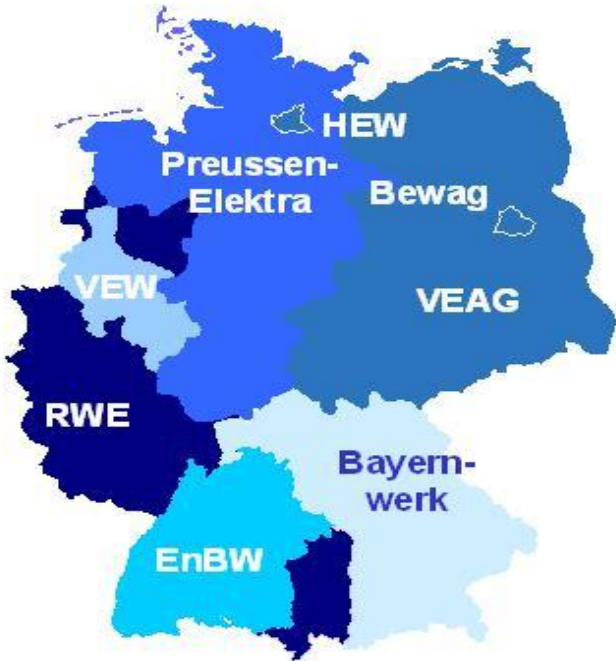 HEW
Preussen-
Elektra
Bewag
VEW
VEAG
RWE
Bayern-
werk
EnBW